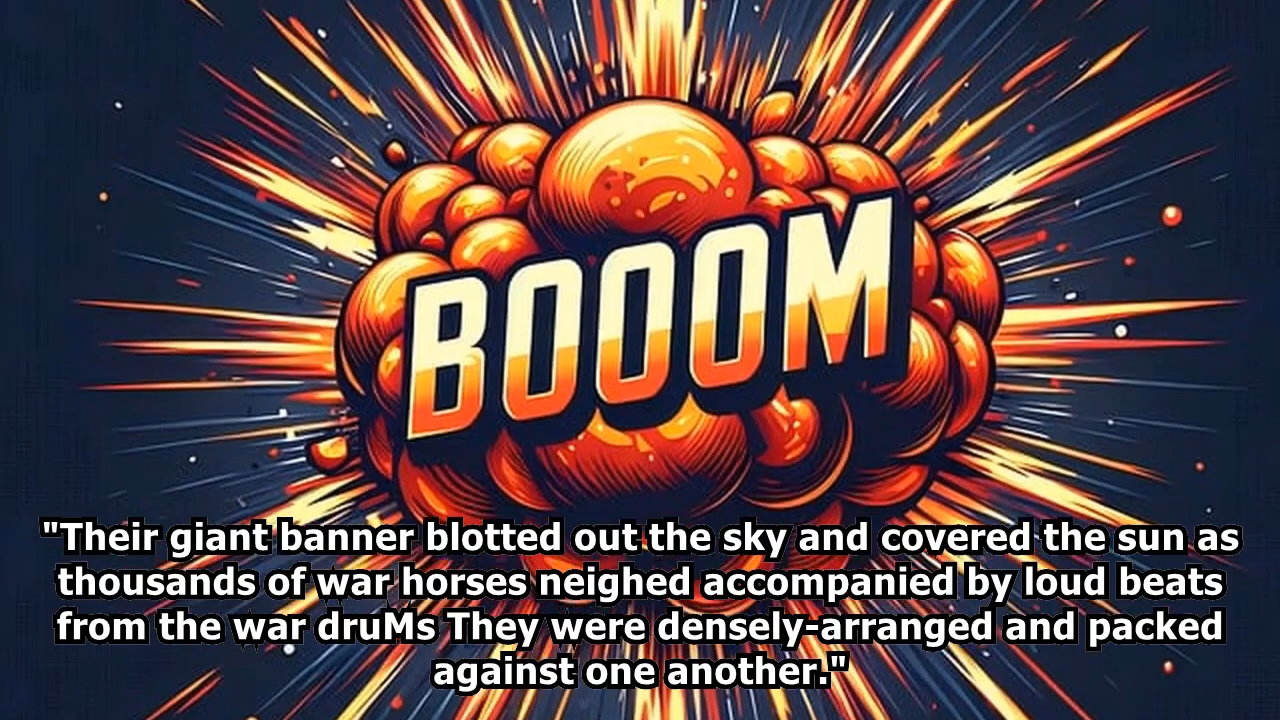 BOOOM
"Their giant banner blotted out the sky and covered the sun as
thousands of war horses neighed accompanied by loud beats
from the war druMs They were densely-arranged and packed
against one another."